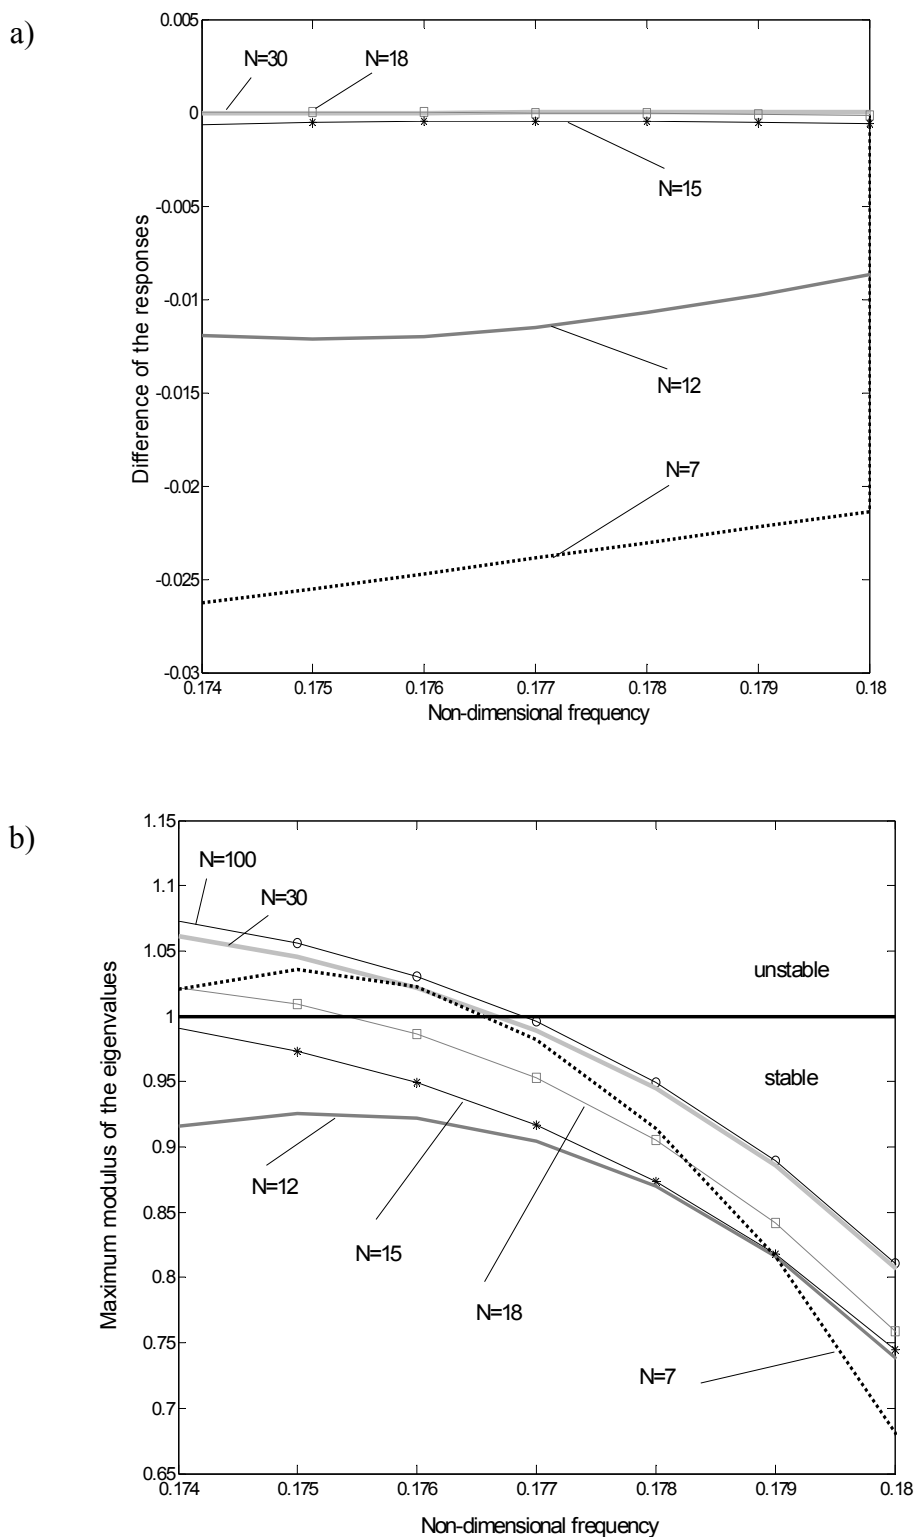 a)
0.005
N=30
N=18
0
N=15
-0.005
-0.01
N=12
-0.015
N=7
-0.02
-0.025
-0.03
Difference of the responses
0.174 0.175 0.176 0.177 0.178 0.179 0.18
Non-dimensional frequency
b)
1.15
N=100
1.1
N=30
1.05
unstable
1
stable
0.95
0.9
N=12
0.85
N=15
0.8
N=18
0.75
N=7
0.7
0.65
Maximum modulus of the eigenvalues
0.174 0.175 0.176 0.177 0.178 0.179 0.18
Non-dimensional frequency